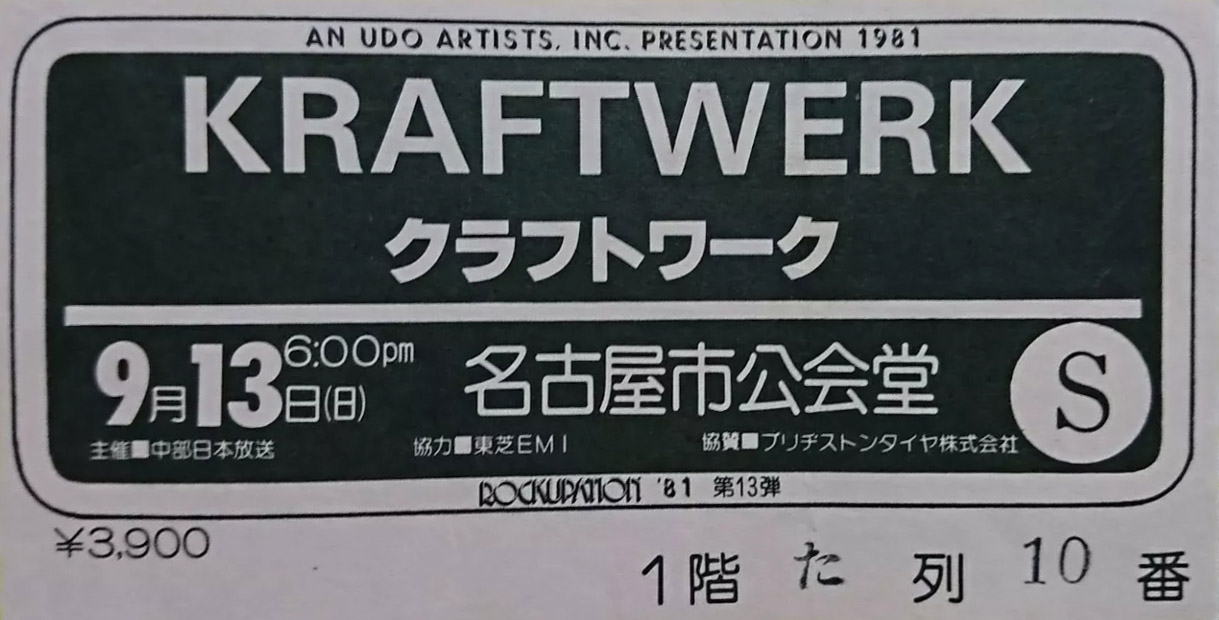 AN UDO ARTISTS, INC. PRESENTATION 1981
KRAFTWERK
クラフトワーク
9月13日(日) 6:00pm 名古屋市公会堂 S
主催■中部日本放送 協力■東芝EMI 協賛■ブリヂストンタイヤ株式会社
ROCKUPATION '81 第13弾
¥3,900
1階 た 列 10 番